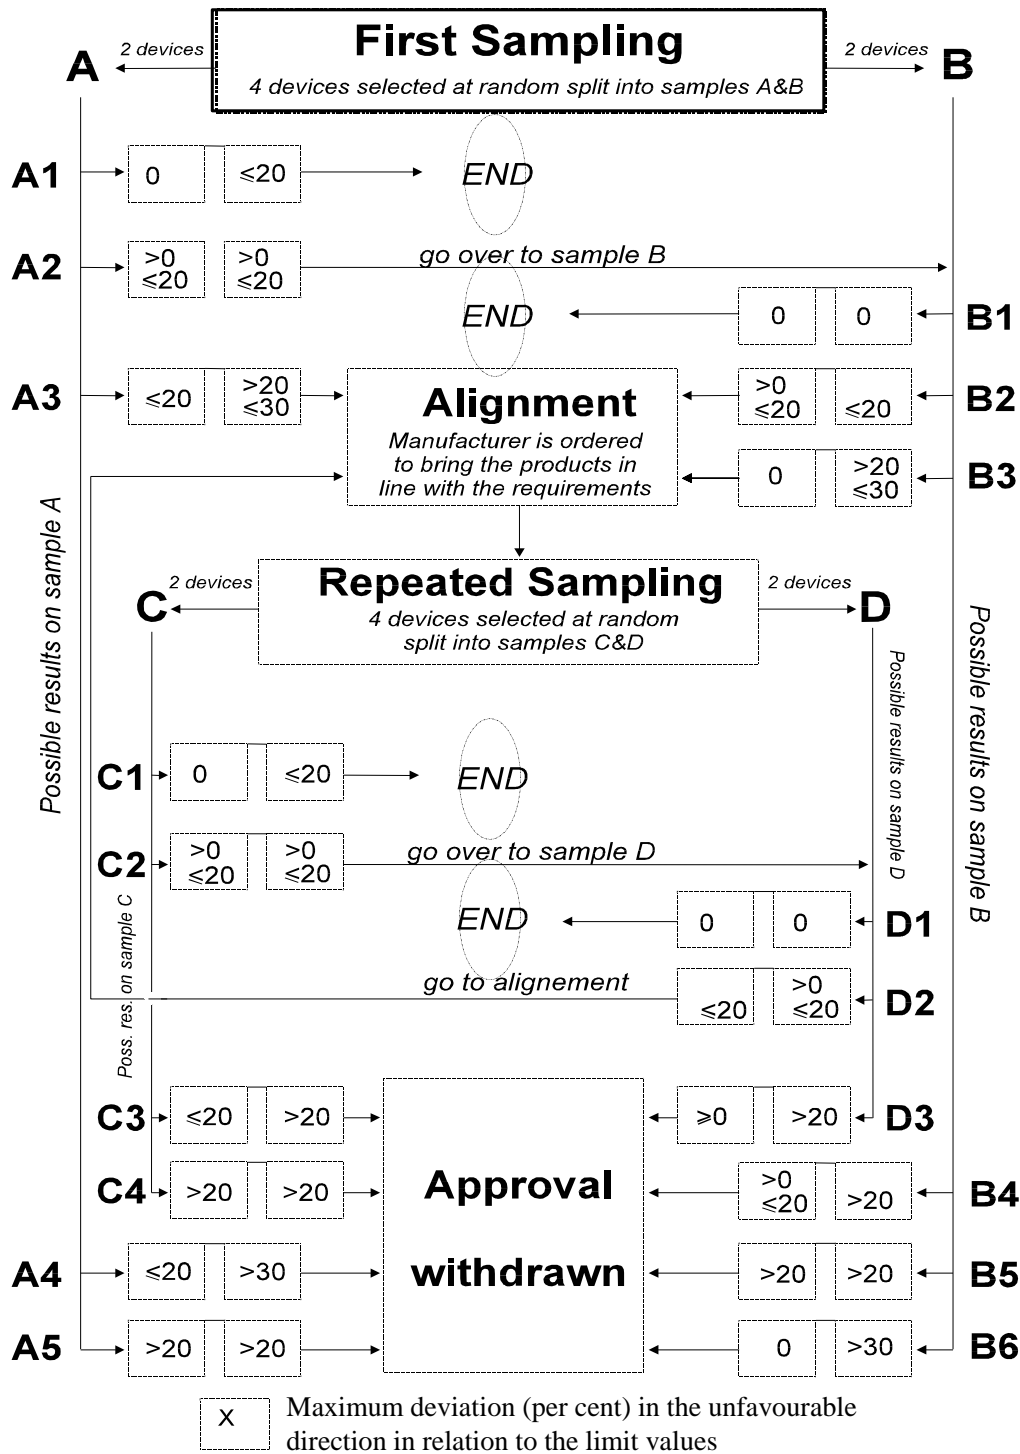 First Sampling
A 2 devices 2 devices B
4 devices selected at random split into samples A&B
A1 0 ≤20 END
A2 >0 ≤20 >0 ≤20 go over to sample B
END 0 0 B1
A3 ≤20 >20 ≤30 Alignment >0 ≤20 ≤20 B2
Manufacturer is ordered
to bring the products in
line with the requirements
0 >20 ≤30 B3
Possible results on sample A
Possible results on sample B
Repeated Sampling
C 2 devices 2 devices D
4 devices selected at random
split into samples C&D
Poss. res. on sample C
Possible results on sample D
C1 0 ≤20 END
C2 >0 ≤20 >0 ≤20 go over to sample D
END 0 0 D1
go to alignement ≤20 >0 ≤20 D2
C3 ≤20 >20 ≥0 >20 D3
C4 >20 >20 Approval >0 ≤20 >20 B4
A4 ≤20 >30 withdrawn >20 >20 B5
A5 >20 >20 0 >30 B6
X Maximum deviation (per cent) in the unfavourable
direction in relation to the limit values